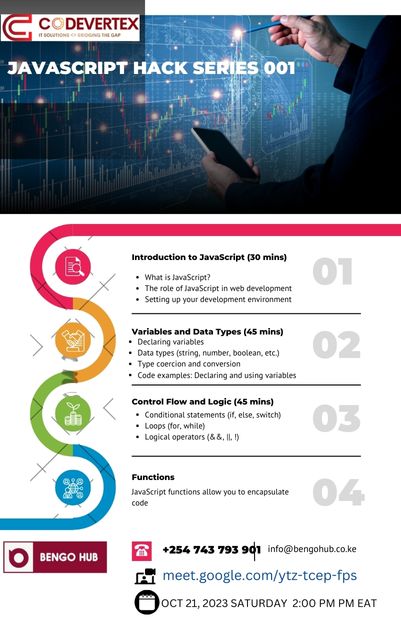 CODEVERTEX
IT SOLUTIONS <> BRIDGING THE GAP
JAVASCRIPT HACK SERIES 001
Introduction to JavaScript (30 mins)
01
• What is JavaScript?
• The role of JavaScript in web development
• Setting up your development environment
Variables and Data Types (45 mins)
02
• Declaring variables
• Data types (string, number, boolean, etc.)
• Type coercion and conversion
• Code examples: Declaring and using variables
Control Flow and Logic (45 mins)
03
• Conditional statements (if, else, switch)
• Loops (for, while)
• Logical operators (&&, ||, !)
Functions
04
JavaScript functions allow you to encapsulate
code
BENGO HUB
+254 743 793 901 info@bengohub.co.ke
meet.google.com/ytz-tcep-fps
OCT 21, 2023 SATURDAY 2:00 PM PM EAT